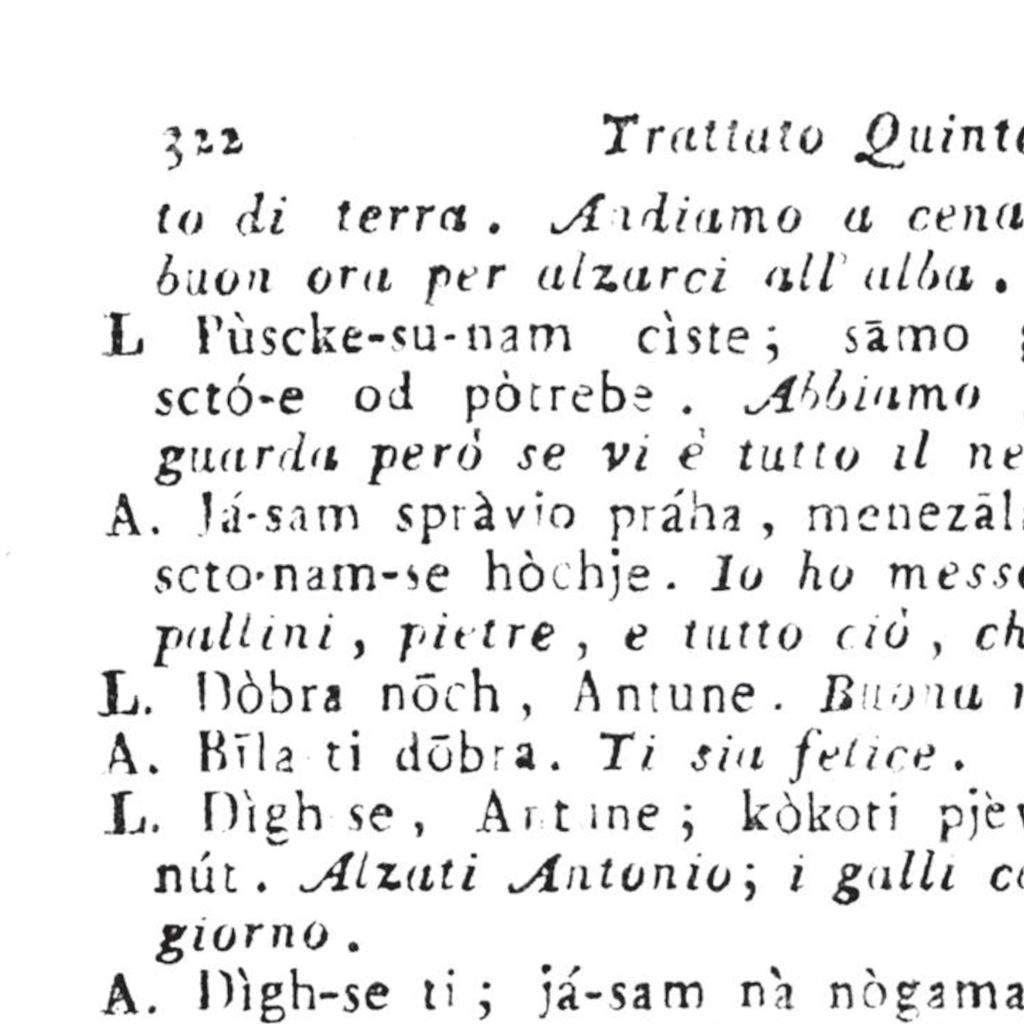 322 Trattato Quinto
to di terra. Andiamo a cena
buon ora per alzarci all' alba.
L Pùscke-su-nam cìste; sāmo
sctó-e od pòtrebe. Abbiamo
guarda però se vi è tutto il ne
A. Já-sam spràvio práha, menezāl
scto-nam-se hòchje. Io ho messo
pallini, pietre, e tutto ciò, ch
L. Dòbra nōch, Antune. Buona
A. Bīla ti dōbra. Ti sia felice.
L. Dìgh-se, Antune; kòkoti pjèv
nút. Alzati Antonio; i galli
giorno.
A. Dìgh-se ti; já-sam nà nògama